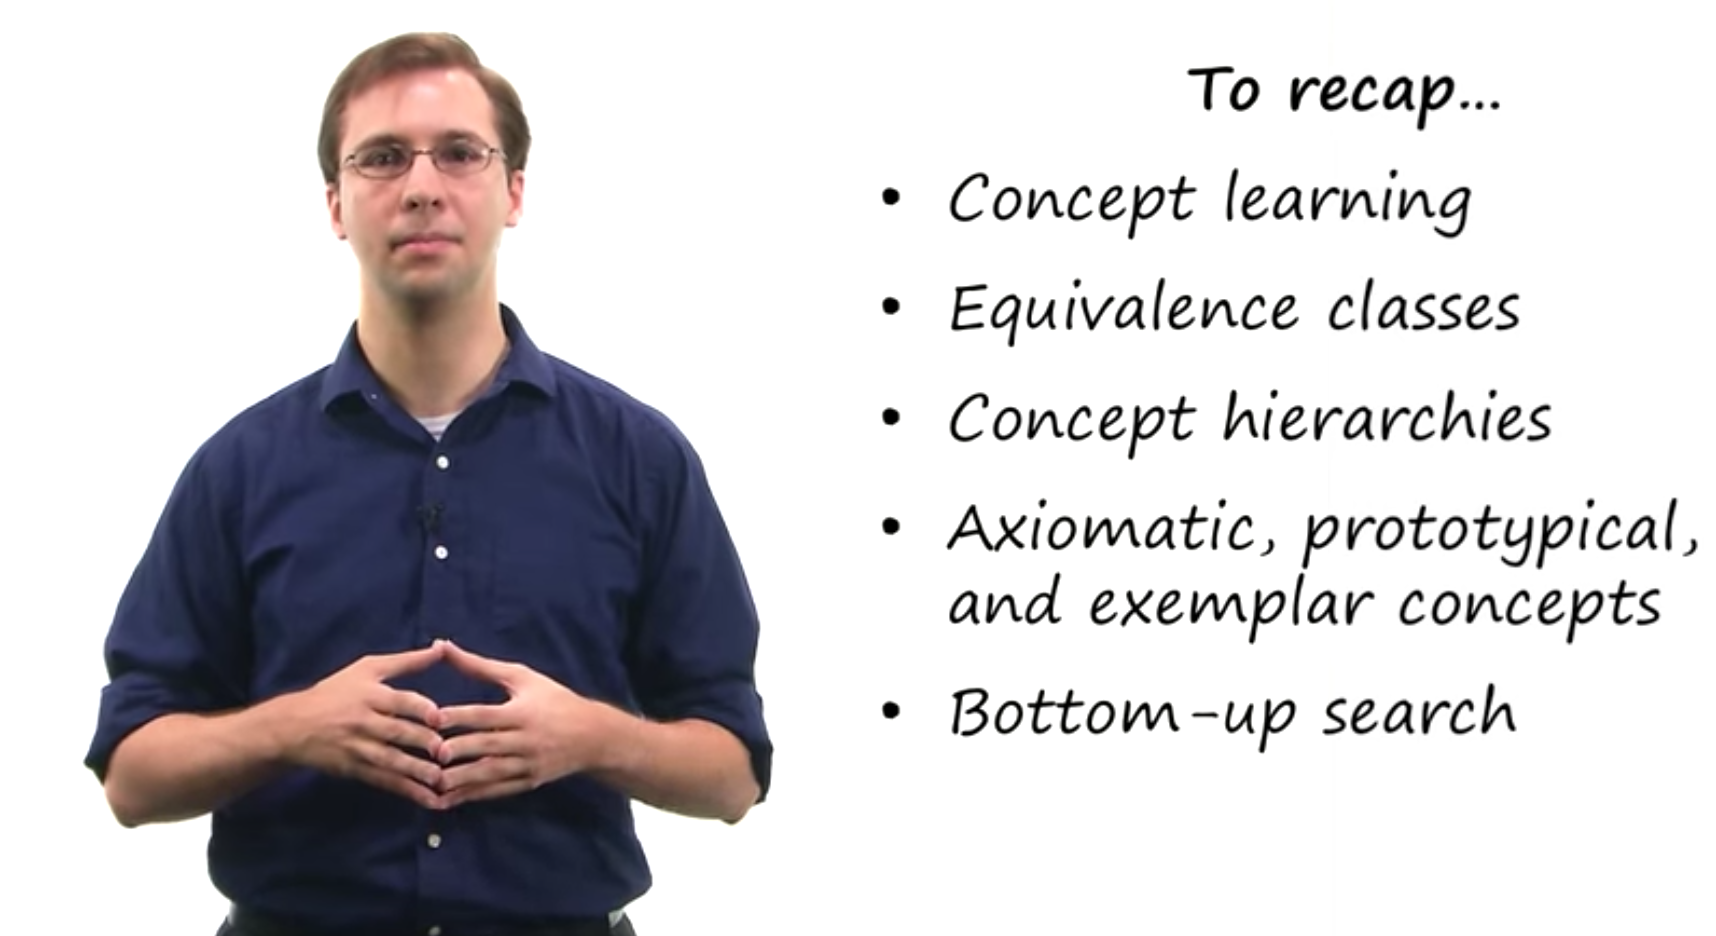 To recap...
• Concept learning
• Equivalence classes
• Concept hierarchies
• Axiomatic, prototypical,
and exemplar concepts
• Bottom-up search